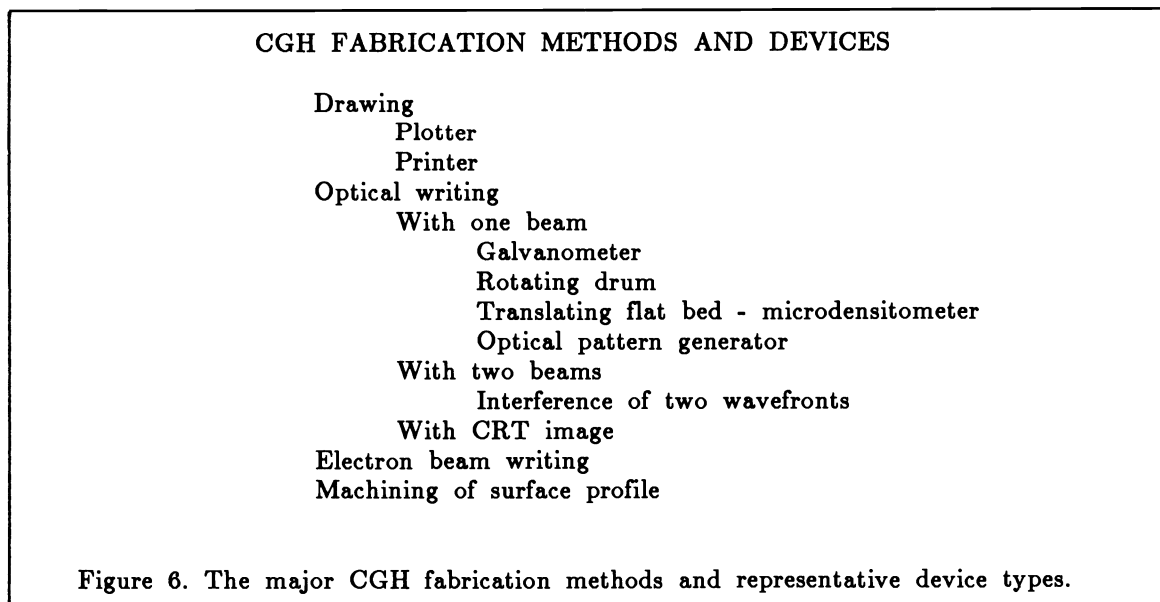 CGH FABRICATION METHODS AND DEVICES
Drawing
Plotter
Printer
Optical writing
With one beam
Galvanometer
Rotating drum
Translating flat bed - microdensitometer
Optical pattern generator
With two beams
Interference of two wavefronts
With CRT image
Electron beam writing
Machining of surface profile
Figure 6. The major CGH fabrication methods and representative device types.